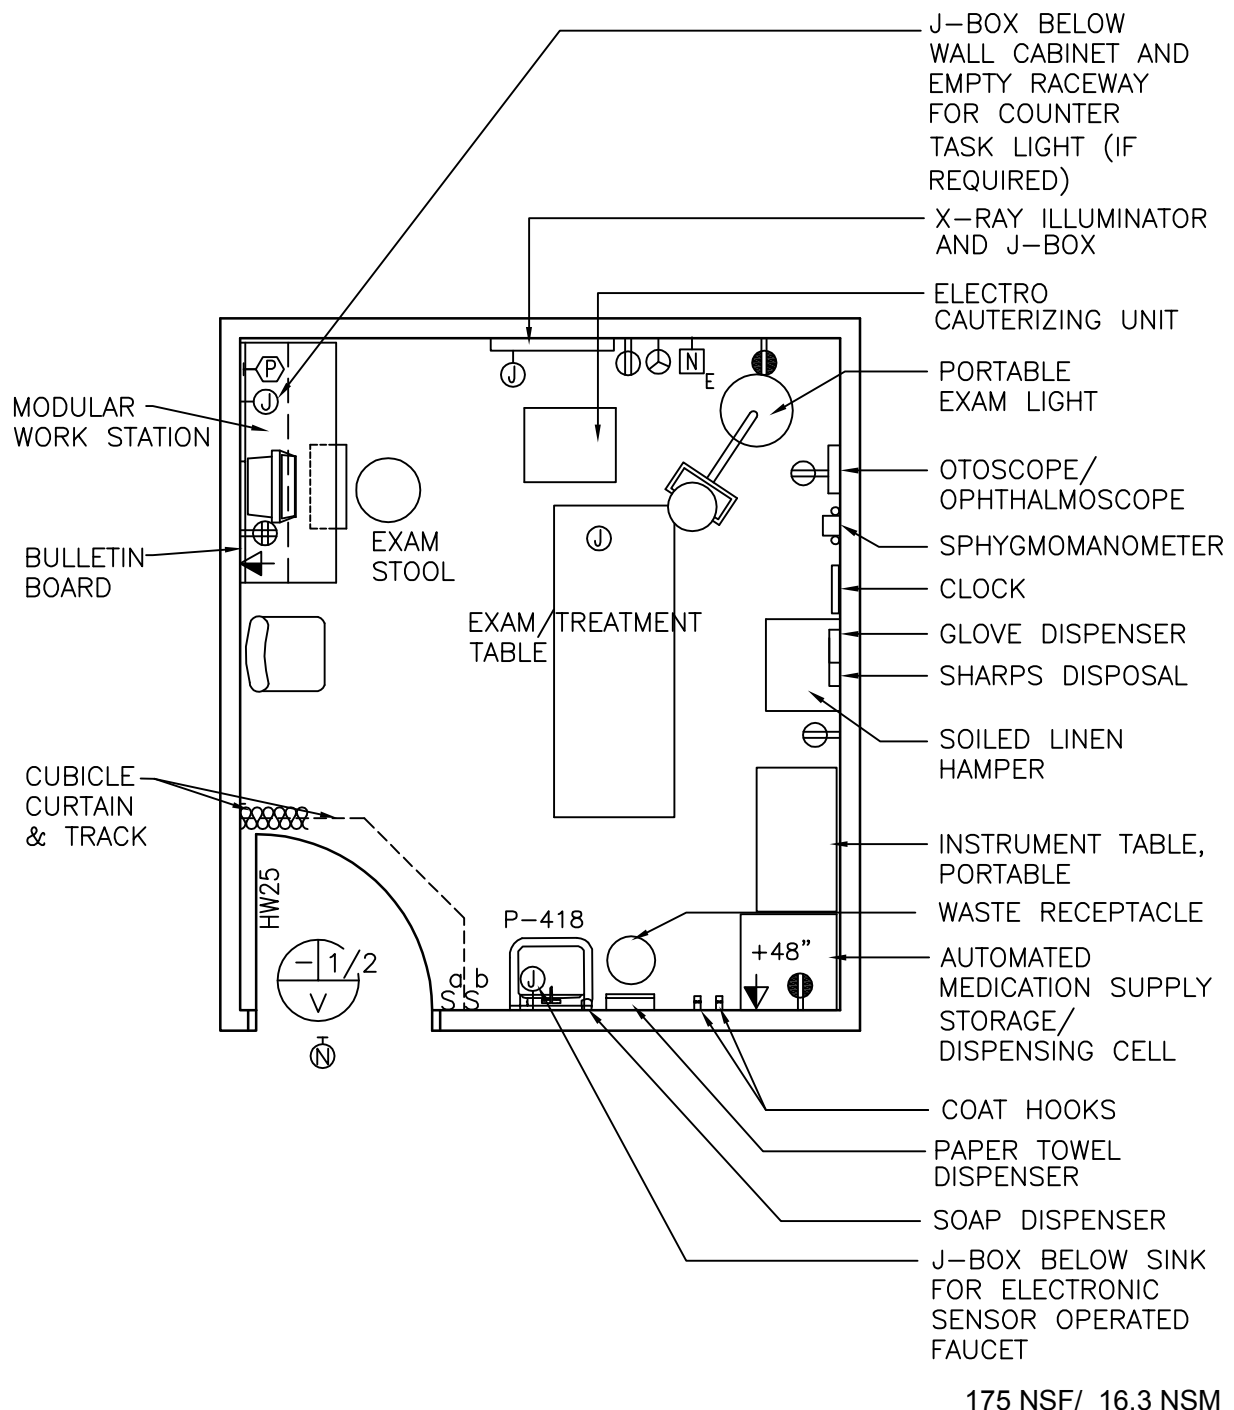 J-BOX BELOW
WALL CABINET AND
EMPTY RACEWAY
FOR COUNTER
TASK LIGHT (IF
REQUIRED)
X-RAY ILLUMINATOR
AND J-BOX
ELECTRO
CAUTERIZING UNIT
PORTABLE
EXAM LIGHT
OTOSCOPE/
OPHTHALMOSCOPE
SPHYGMOMANOMETER
CLOCK
GLOVE DISPENSER
SHARPS DISPOSAL
SOILED LINEN
HAMPER
INSTRUMENT TABLE,
PORTABLE
WASTE RECEPTACLE
AUTOMATED
MEDICATION SUPPLY
STORAGE/
DISPENSING CELL
COAT HOOKS
PAPER TOWEL
DISPENSER
SOAP DISPENSER
J-BOX BELOW SINK
FOR ELECTRONIC
SENSOR OPERATED
FAUCET
MODULAR
WORK STATION
BULLETIN
BOARD
CUBICLE
CURTAIN
& TRACK
P
J
J
N
E
EXAM
STOOL
J
EXAM/TREATMENT
TABLE
HW25
P-418
+48”
- 1/2
V
N
a b
S S
J
175 NSF/ 16.3 NSM